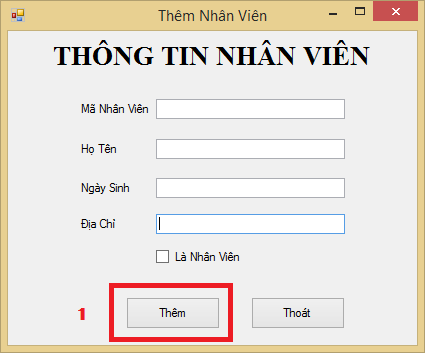 Thêm Nhân Viên
THÔNG TIN NHÂN VIÊN
Mã Nhân Viên
Họ Tên
Ngày Sinh
Địa Chỉ
Là Nhân Viên
1 Thêm Thoát